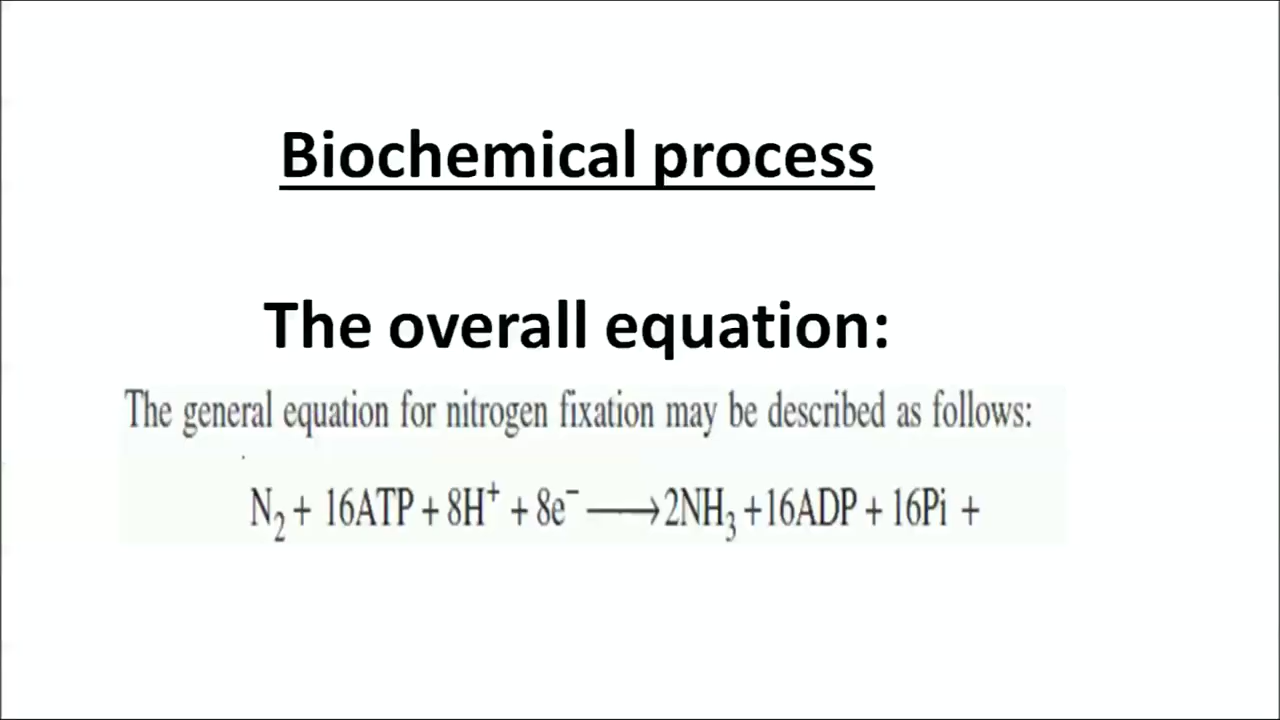 Biochemical process
The overall equation:
The general equation for nitrogen fixation may be described as follows:
N₂ + 16ATP + 8H⁺ + 8e⁻ ⟶ 2NH₃ + 16ADP + 16Pi +